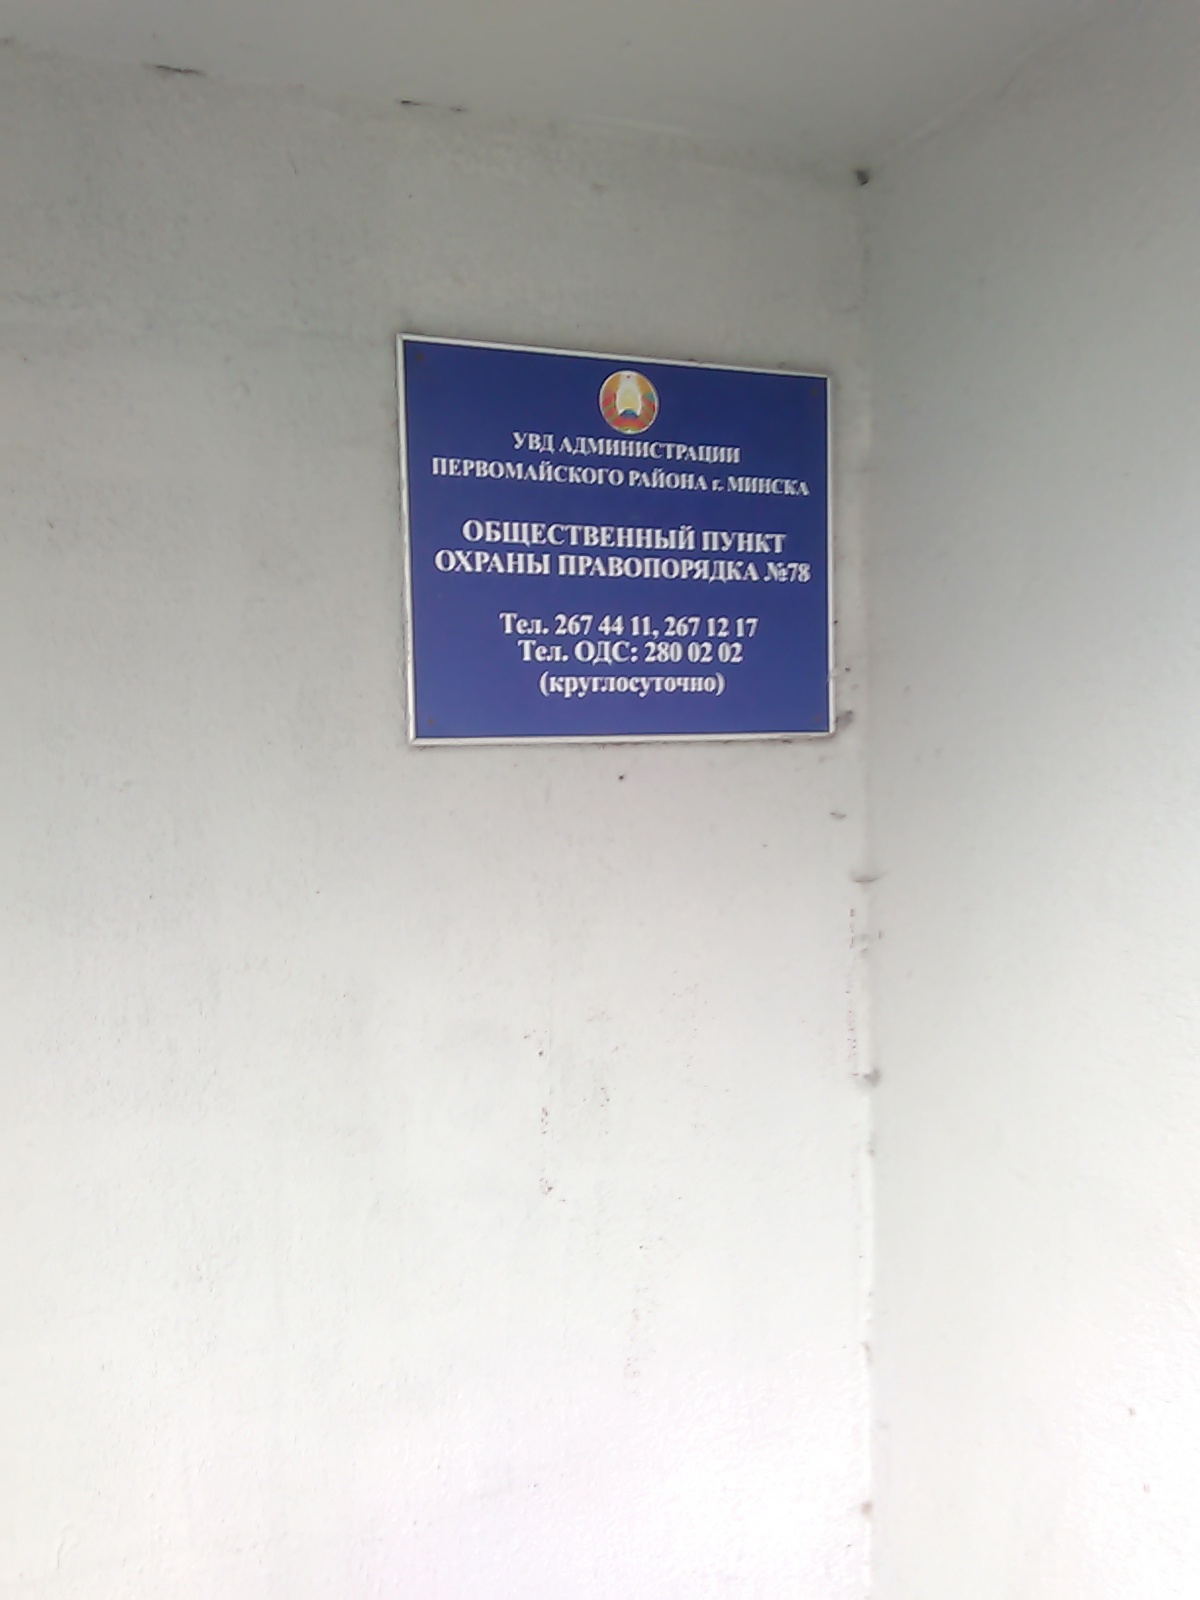 УВД АДМИНИСТРАЦИИ
ПЕРВОМАЙСКОГО РАЙОНА г. МИНСКА
ОБЩЕСТВЕННЫЙ ПУНКТ
ОХРАНЫ ПРАВОПОРЯДКА №78
Тел. 267 44 11, 267 12 17
Тел. ОДС: 280 02 02
(круглосуточно)